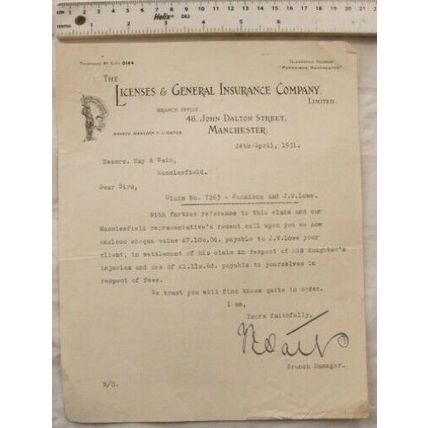 Helix
TELEPHONE Nº CITY 0144.
TELEGRAPHIC ADDRESS
MANCHESTER
THE
LICENSES & GENERAL INSURANCE COMPANY,
LIMITED.
BRANCH OFFICE
46, JOHN DALTON STREET,
MANCHESTER.
BRANCH MANAGER
24th April, 1931.
Messrs. May & Wain,
Macclesfield.
Dear Sirs,
Claim No. 7263 - Jennison and J.V.Lowe.
With further reference to this claim and our
Macclesfield representative's recent call upon you we now
enclose cheque value £7.10s.0d. payable to J.V.Lowe your
client, in settlement of his claim in respect of his daughter's
injuries and one of £1.11s.6d. payable to yourselves in
respect of fees.
We trust you will find these quite in order.
I am,
Yours faithfully,
Branch Manager.